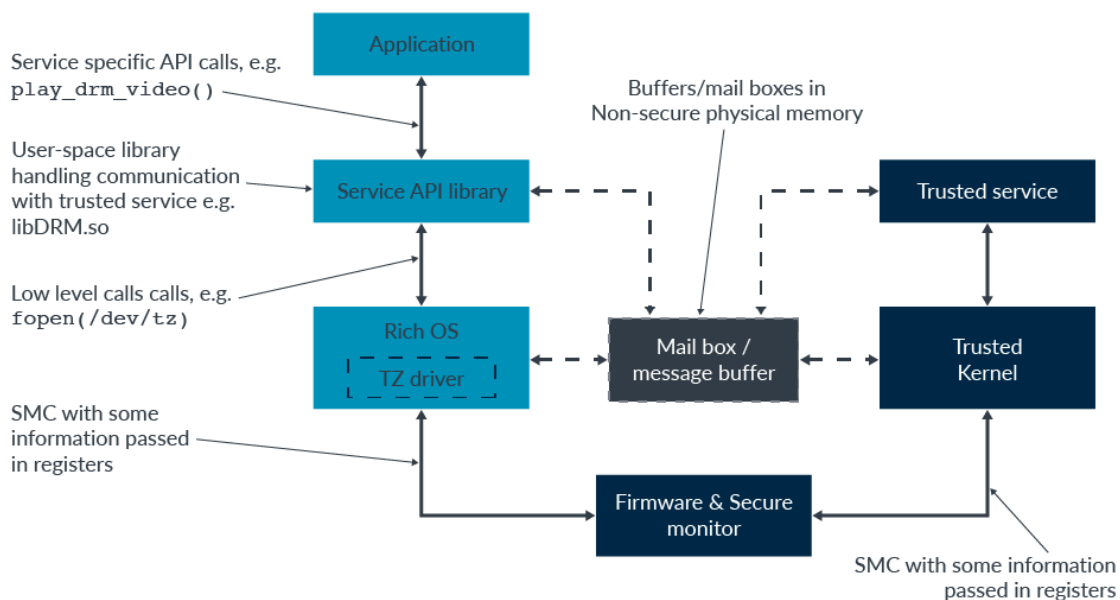 Application
Service specific API calls, e.g.
play_drm_video()
Buffers/mail boxes in
Non-secure physical memory
User-space library
handling communication
with trusted service e.g.
libDRM.so
Service API library
Trusted service
Low level calls calls, e.g.
fopen(/dev/tz)
Rich OS
TZ driver
Mail box /
message buffer
Trusted
Kernel
SMC with some
information passed
in registers
Firmware & Secure
monitor
SMC with some information
passed in registers